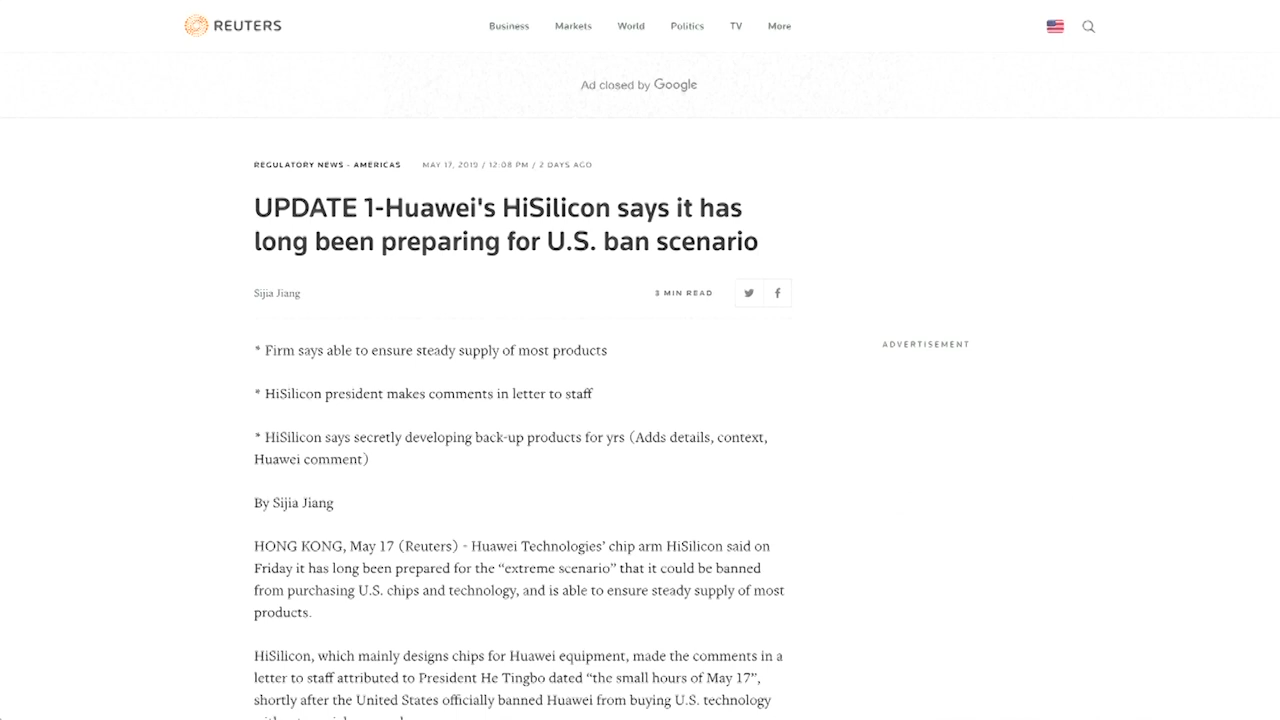 REUTERS
Business Markets World Politics TV More
Ad closed by Google
REGULATORY NEWS - AMERICAS MAY 17, 2019 / 12:08 PM / 2 DAYS AGO
UPDATE 1-Huawei's HiSilicon says it has
long been preparing for U.S. ban scenario
Sijia Jiang
3 MIN READ
* Firm says able to ensure steady supply of most products
ADVERTISEMENT
* HiSilicon president makes comments in letter to staff
* HiSilicon says secretly developing back-up products for yrs (Adds details, context,
Huawei comment)
By Sijia Jiang
HONG KONG, May 17 (Reuters) - Huawei Technologies’ chip arm HiSilicon said on
Friday it has long been prepared for the “extreme scenario” that it could be banned
from purchasing U.S. chips and technology, and is able to ensure steady supply of most
products.
HiSilicon, which mainly designs chips for Huawei equipment, made the comments in a
letter to staff attributed to President He Tingbo dated “the small hours of May 17”,
shortly after the United States officially banned Huawei from buying U.S. technology